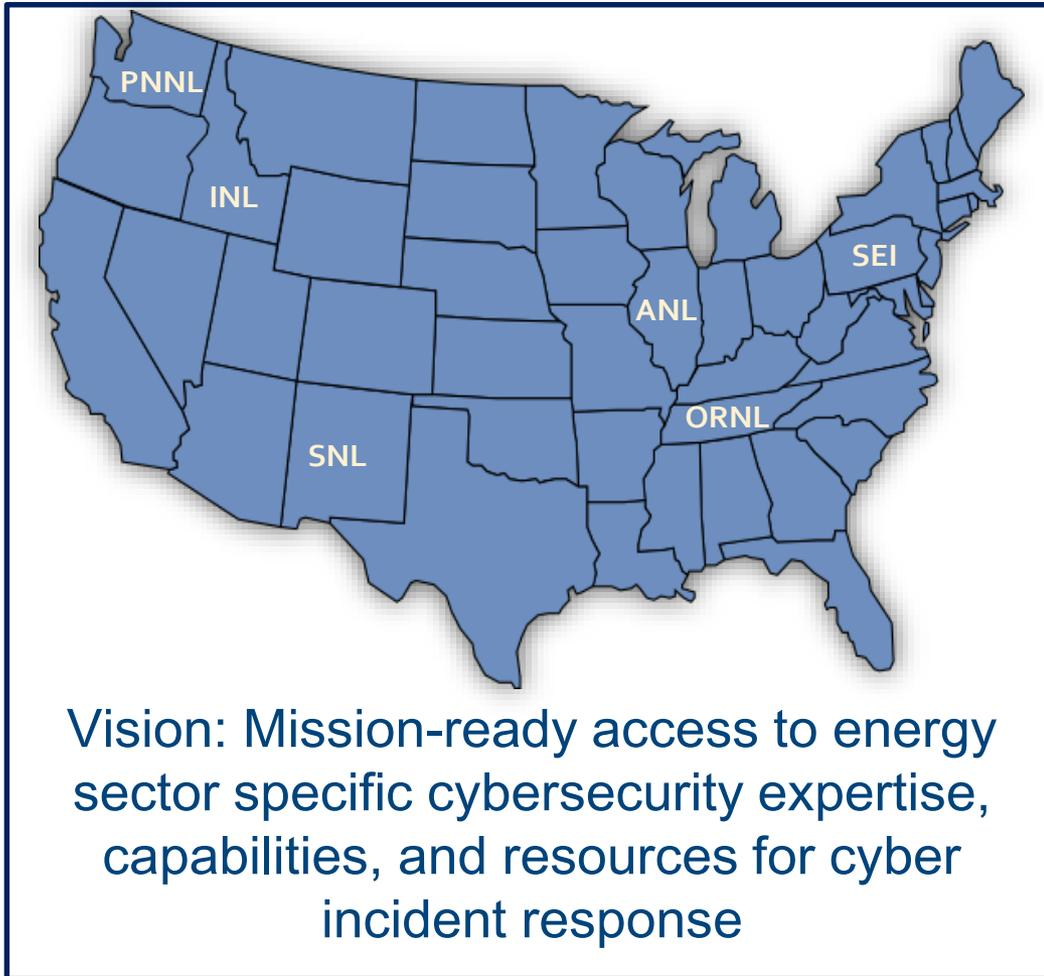 PNNL
INL
SEI
ANL
ORNL
SNL
Vision: Mission-ready access to energy
sector specific cybersecurity expertise,
capabilities, and resources for cyber
incident response